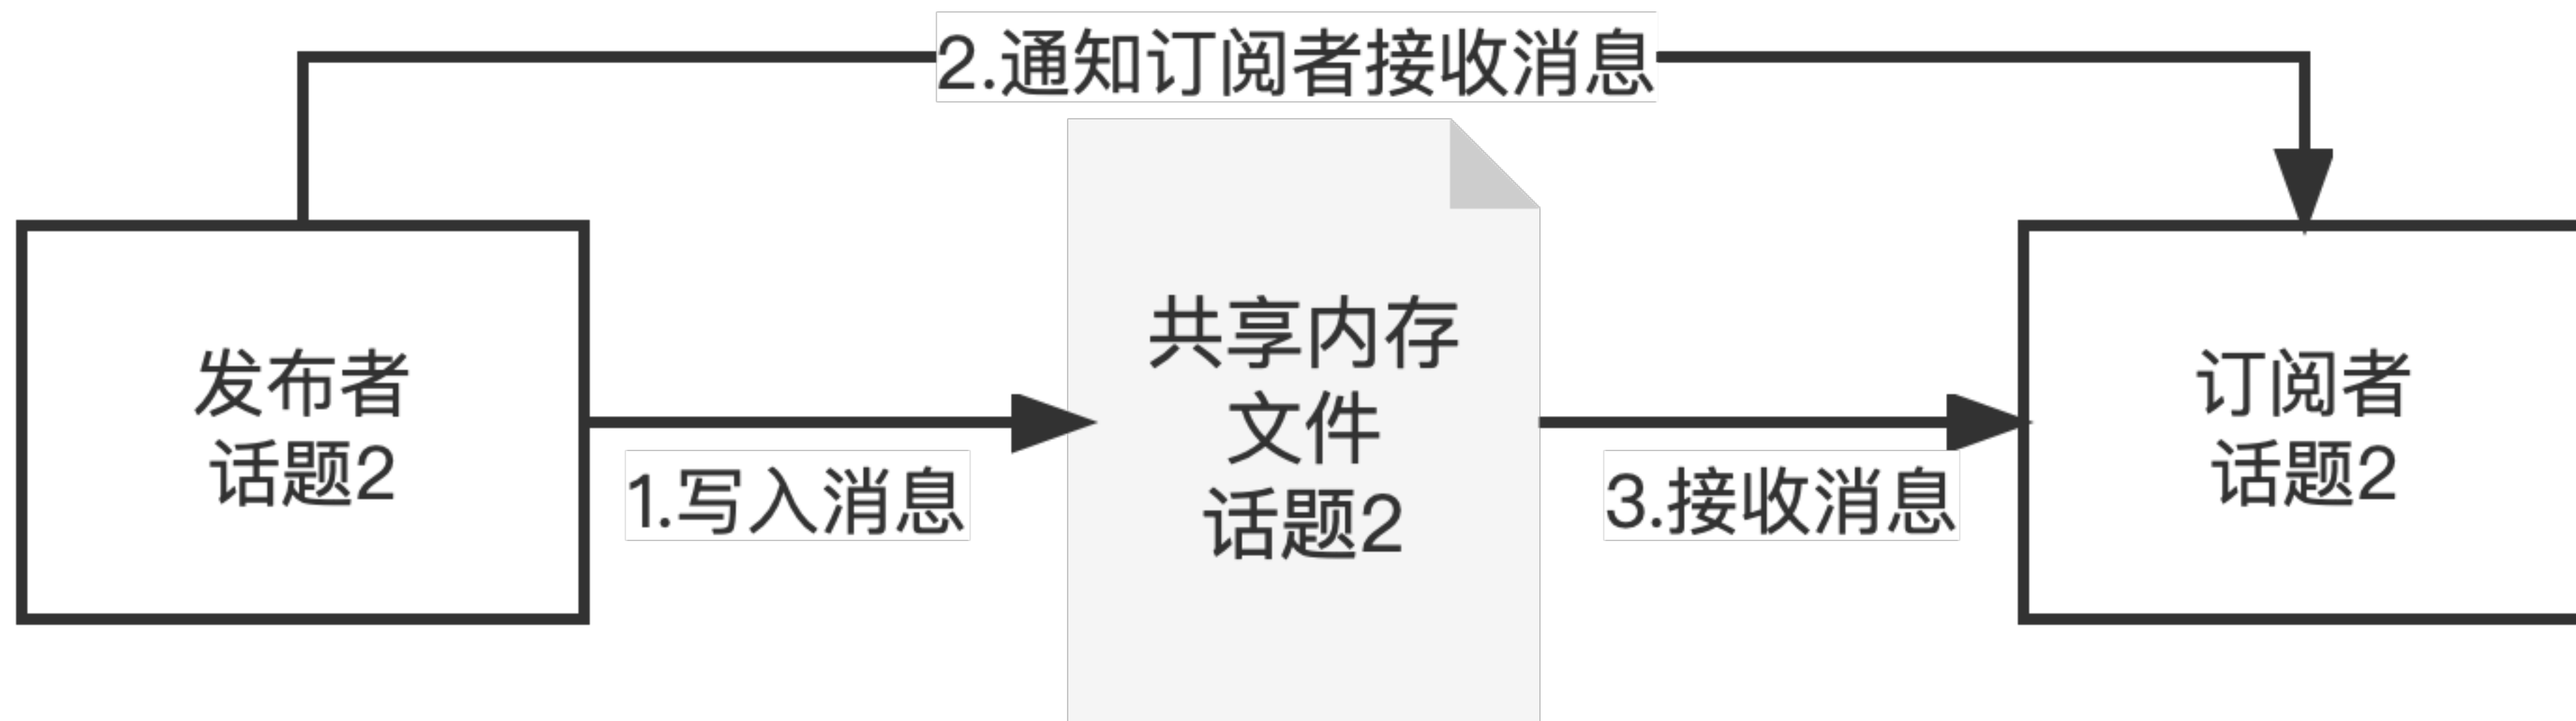 2.通知订阅者接收消息
发布者
话题2
1.写入消息
共享内存
文件
话题2
3.接收消息
订阅者
话题2